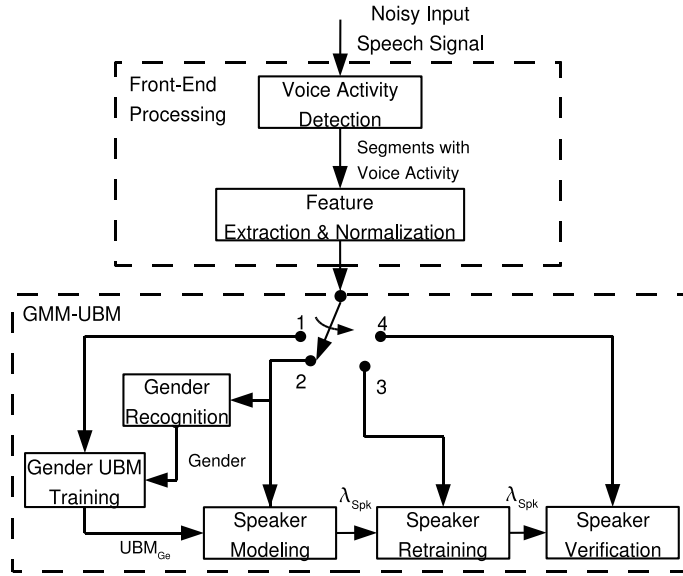 Noisy Input
Speech Signal
Front-End
Processing
Voice Activity
Detection
Segments with
Voice Activity
Feature
Extraction & Normalization
GMM-UBM
1
4
2
3
Gender
Recognition
Gender
Gender UBM
Training
UBM_Ge
λ_Spk
λ_Spk
Speaker
Modeling
Speaker
Retraining
Speaker
Verification